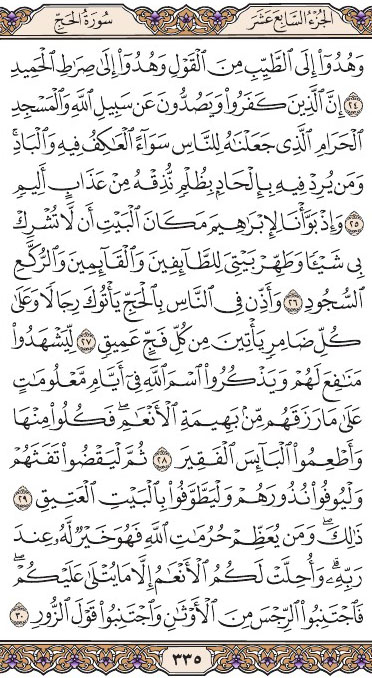 الجزء السابع عشر سورة الحج
وَهُدُوٓا۟ إِلَى ٱلطَّيِّبِ مِنَ ٱلْقَوْلِ وَهُدُوٓا۟ إِلَىٰ صِرَٰطِ ٱلْحَمِيدِ
٢٤ إِنَّ ٱلَّذِينَ كَفَرُوا۟ وَيَصُدُّونَ عَن سَبِيلِ ٱللَّهِ وَٱلْمَسْجِدِ
ٱلْحَرَامِ ٱلَّذِى جَعَلْنَٰهُ لِلنَّاسِ سَوَآءً ٱلْعَٰكِفُ فِيهِ وَٱلْبَادِ ۚ
وَمَن يُرِدْ فِيهِ بِإِلْحَادٍۭ بِظُلْمٍ نُّذِقْهُ مِنْ عَذَابٍ أَلِيمٍ
٢٥ وَإِذْ بَوَّأْنَا لِإِبْرَٰهِيمَ مَكَانَ ٱلْبَيْتِ أَن لَّا تُشْرِكْ
بِى شَيْـًٔا وَطَهِّرْ بَيْتِىَ لِلطَّآئِفِينَ وَٱلْقَآئِمِينَ وَٱلرُّكَّعِ
ٱلسُّجُودِ ٢٦ وَأَذِّن فِى ٱلنَّاسِ بِٱلْحَجِّ يَأْتُوكَ رِجَالًا وَعَلَىٰ
كُلِّ ضَامِرٍ يَأْتِينَ مِن كُلِّ فَجٍّ عَمِيقٍ ٢٧ لِّيَشْهَدُوا۟
مَنَٰفِعَ لَهُمْ وَيَذْكُرُوا۟ ٱسْمَ ٱللَّهِ فِىٓ أَيَّامٍ مَّعْلُومَٰتٍ
عَلَىٰ مَا رَزَقَهُم مِّنۢ بَهِيمَةِ ٱلْأَنْعَٰمِ ۖ فَكُلُوا۟ مِنْهَا
وَأَطْعِمُوا۟ ٱلْبَآئِسَ ٱلْفَقِيرَ ٢٨ ثُمَّ لْيَقْضُوا۟ تَفَثَهُمْ
وَلْيُوفُوا۟ نُذُورَهُمْ وَلْيَطَّوَّفُوا۟ بِٱلْبَيْتِ ٱلْعَتِيقِ ٢٩
ذَٰلِكَ ۖ وَمَن يُعَظِّمْ حُرُمَٰتِ ٱللَّهِ فَهُوَ خَيْرٌ لَّهُۥ عِندَ
رَبِّهِۦ ۗ وَأُحِلَّتْ لَكُمُ ٱلْأَنْعَٰمُ إِلَّا مَا يُتْلَىٰ عَلَيْكُمْ ۖ
فَٱجْتَنِبُوا۟ ٱلرِّجْسَ مِنَ ٱلْأَوْثَٰنِ وَٱجْتَنِبُوا۟ قَوْلَ ٱلزُّورِ ٣٠
٣٣٥